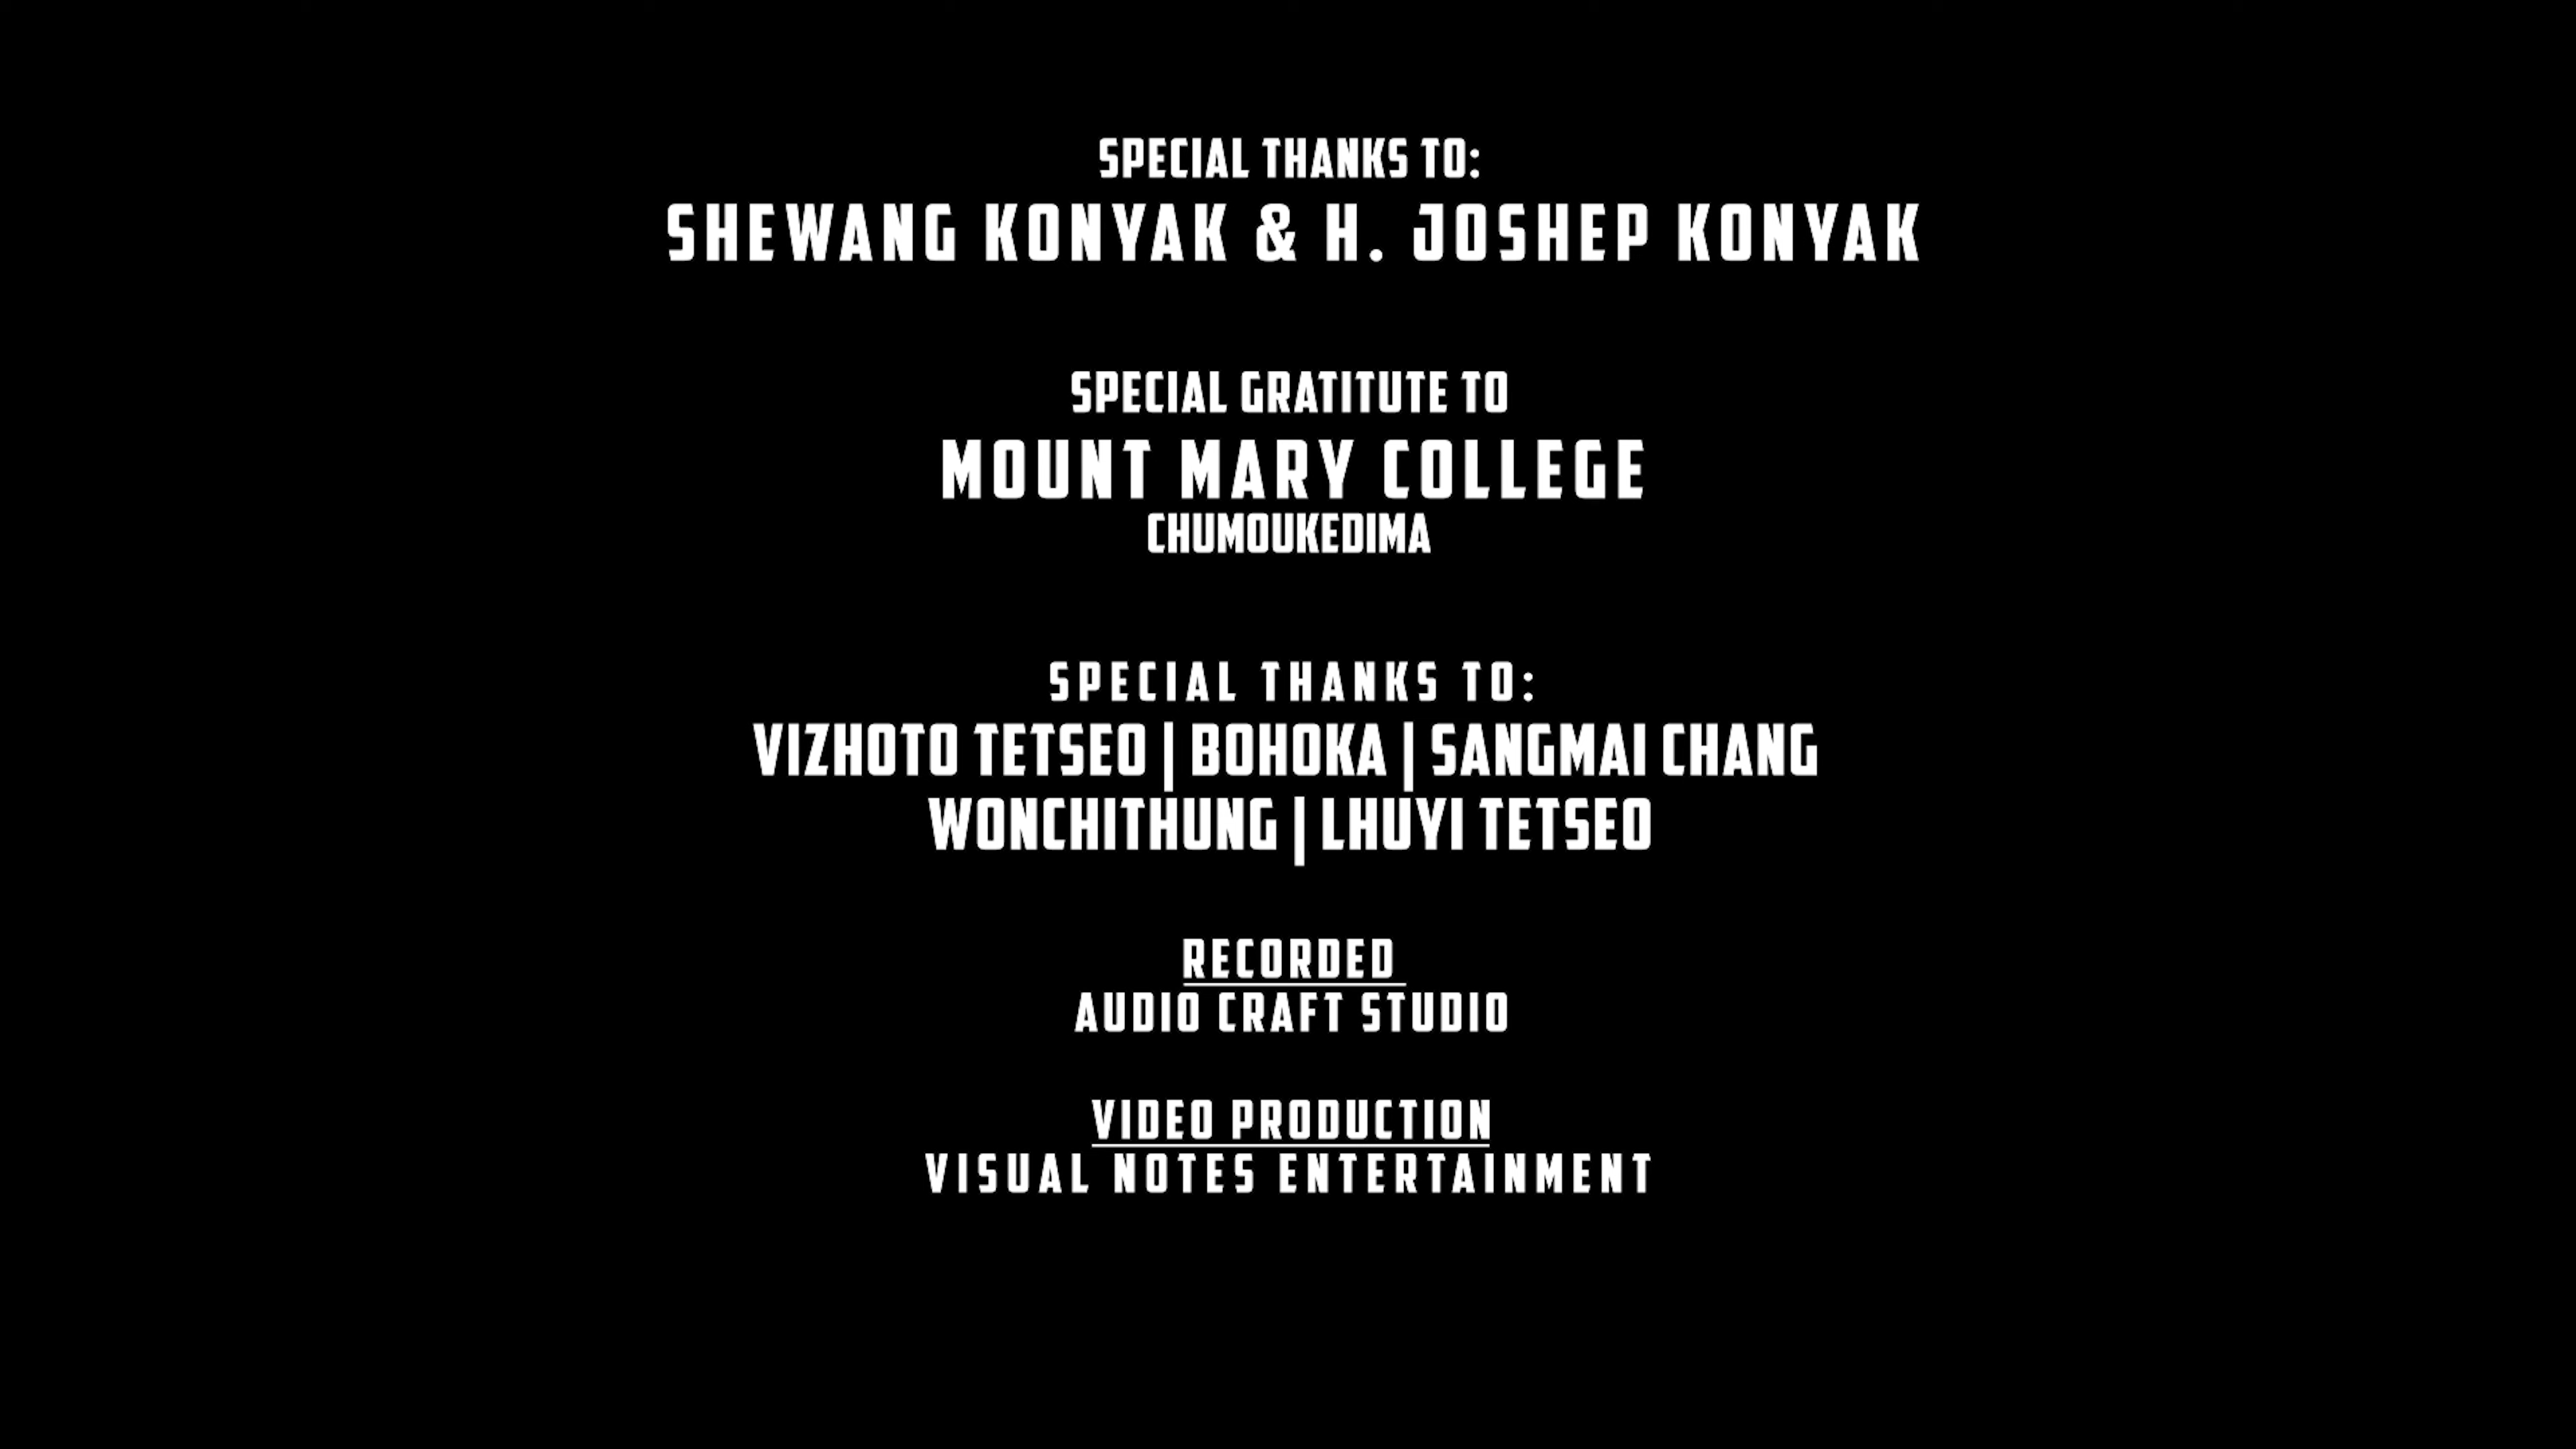 SPECIAL THANKS TO:
SHEWANG KONYAK & H. JOSHEP KONYAK
SPECIAL GRATITUTE TO
MOUNT MARY COLLEGE
CHUMOUKEDIMA
SPECIAL THANKS TO:
VIZHOTO TETSEO | BOHOKA | SANGMAI CHANG
WONCHITHUNG | LHUYI TETSEO
RECORDED
AUDIO CRAFT STUDIO
VIDEO PRODUCTION
VISUAL NOTES ENTERTAINMENT